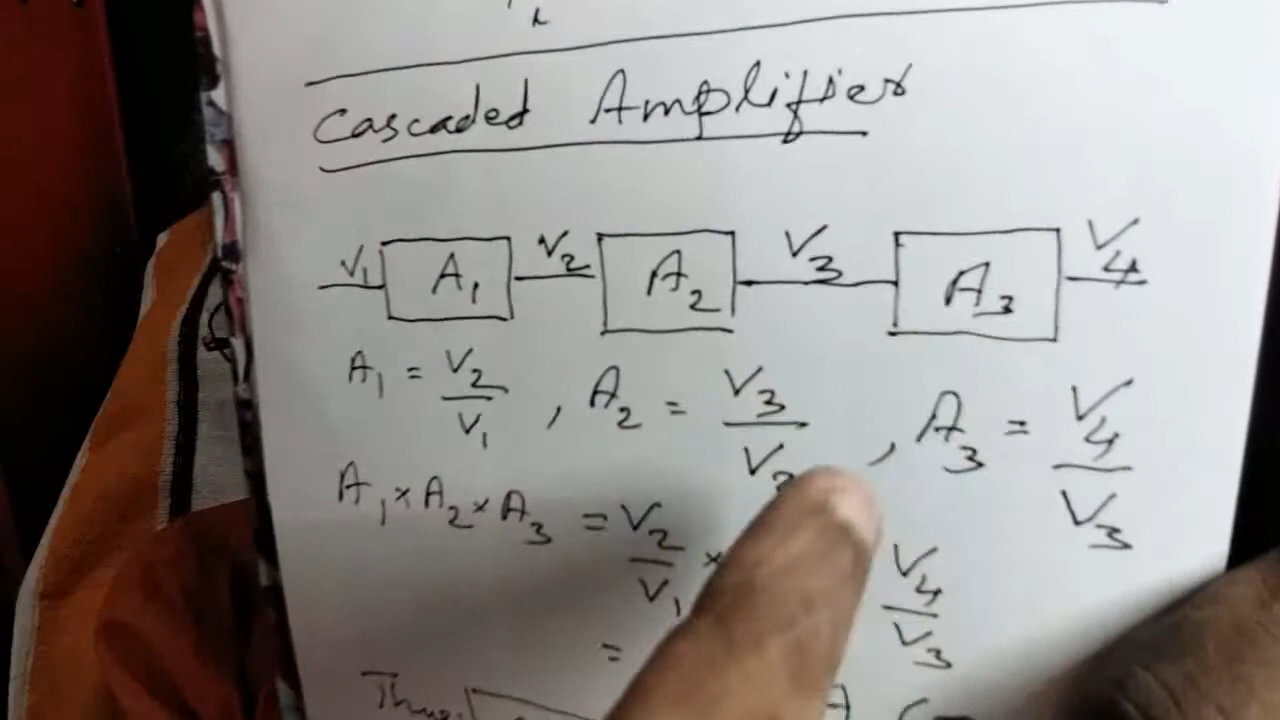 Cascaded Amplifier
V1 A1 V2 A2 V3 A3 V4
A1 = V2/V1 , A2 = V3/V2 , A3 = V4/V3
A1 × A2 × A3 = V2/V1 × V4/V3
=
Thus